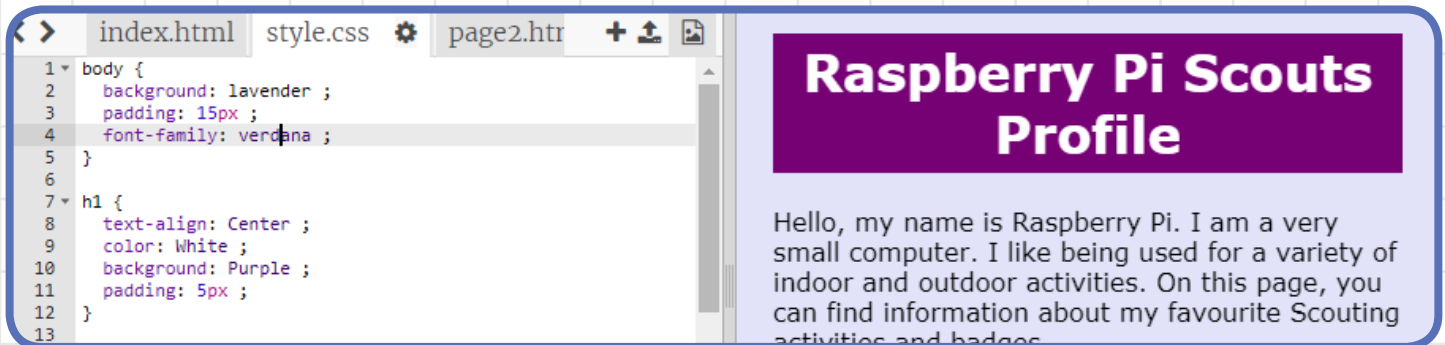 index.html style.css page2.htr
1 body {
2 background: lavender ;
3 padding: 15px ;
4 font-family: verdana ;
5 }
6
7 h1 {
8 text-align: Center ;
9 color: White ;
10 background: Purple ;
11 padding: 5px ;
12 }
13
Raspberry Pi Scouts
Profile
Hello, my name is Raspberry Pi. I am a very
small computer. I like being used for a variety of
indoor and outdoor activities. On this page, you
can find information about my favourite Scouting
activities and badges